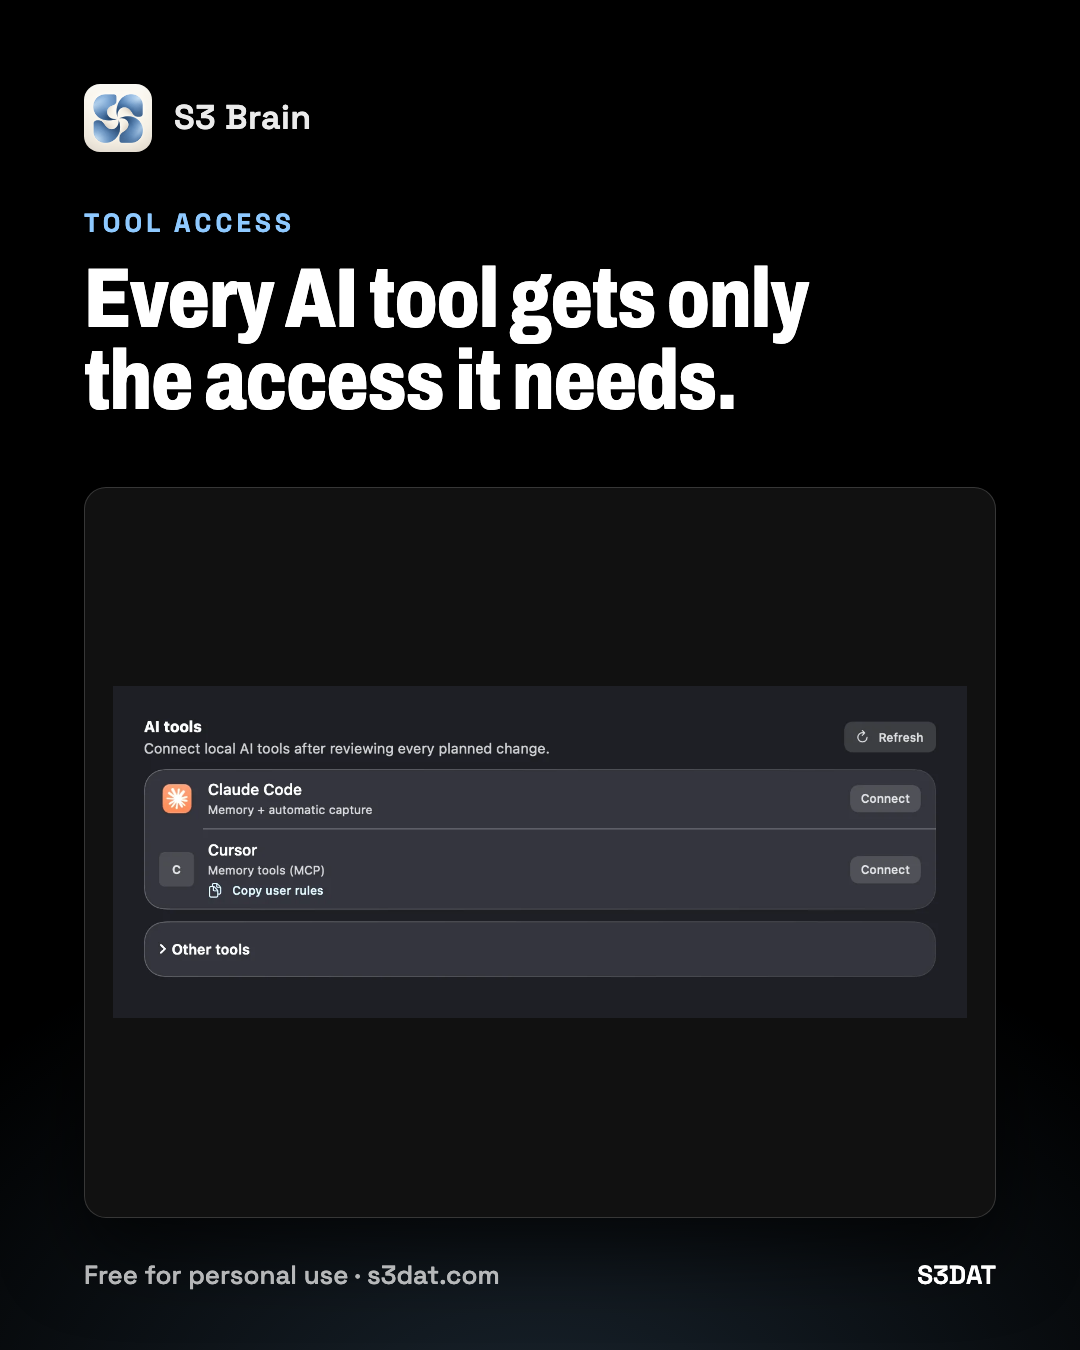 S3 Brain
TOOL ACCESS
Every AI tool gets only
the access it needs.
AI tools
Connect local AI tools after reviewing every planned change.
Refresh
Claude Code
Memory + automatic capture
Connect
C
Cursor
Memory tools (MCP)
Copy user rules
Connect
Other tools
Free for personal use · s3dat.com
S3DAT